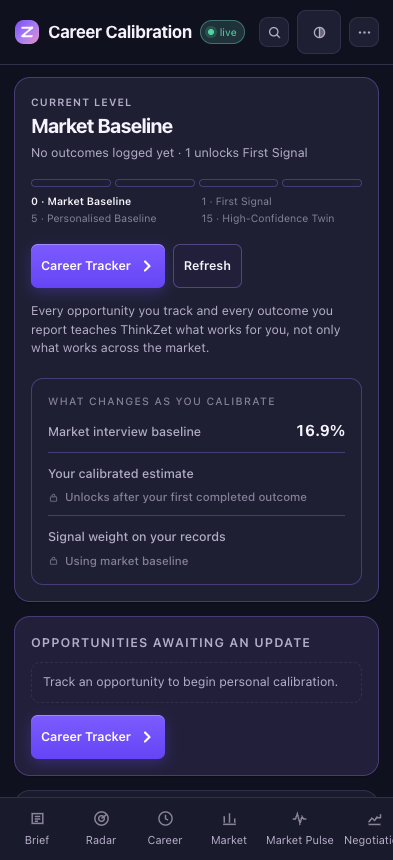 Career Calibration live
CURRENT LEVEL
Market Baseline
No outcomes logged yet · 1 unlocks First Signal
0 · Market Baseline
1 · First Signal
5 · Personalised Baseline
15 · High-Confidence Twin
Career Tracker
Refresh
Every opportunity you track and every outcome you
report teaches ThinkZet what works for you, not only
what works across the market.
WHAT CHANGES AS YOU CALIBRATE
Market interview baseline 16.9%
Your calibrated estimate
Unlocks after your first completed outcome
Signal weight on your records
Using market baseline
OPPORTUNITIES AWAITING AN UPDATE
Track an opportunity to begin personal calibration.
Career Tracker
Brief
Radar
Career
Market
Market Pulse
Negotiati